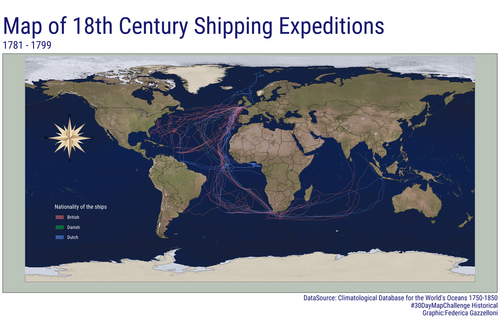 Map of 18th Century Shipping Expeditions
1781 - 1799
Nationality of the ships
British
Danish
Dutch
DataSource: Climatological Database for the World's Oceans 1750-1850
#30DayMapChallenge Historical
Graphic:Federica Gazzelloni